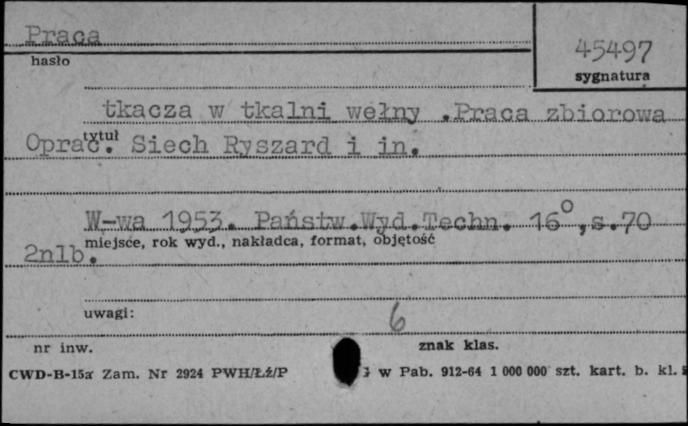 Praca
45497
hasło
sygnatura
tkacza w tkalni wełny .Praca zbiorowa
tytuł
Oprac. Siech Ryszard i in.
W-wa 1953. Państw.Wyd.Techn. 16°,s.70
miejsce, rok wyd., nakładca, format, objętość
2nlb.
uwagi: 6
nr inw. znak klas.
CWD-B-15a Zam. Nr 2924 PWH/Łź/P w Pab. 912-64 1 000 000 szt. kart. b. kl.